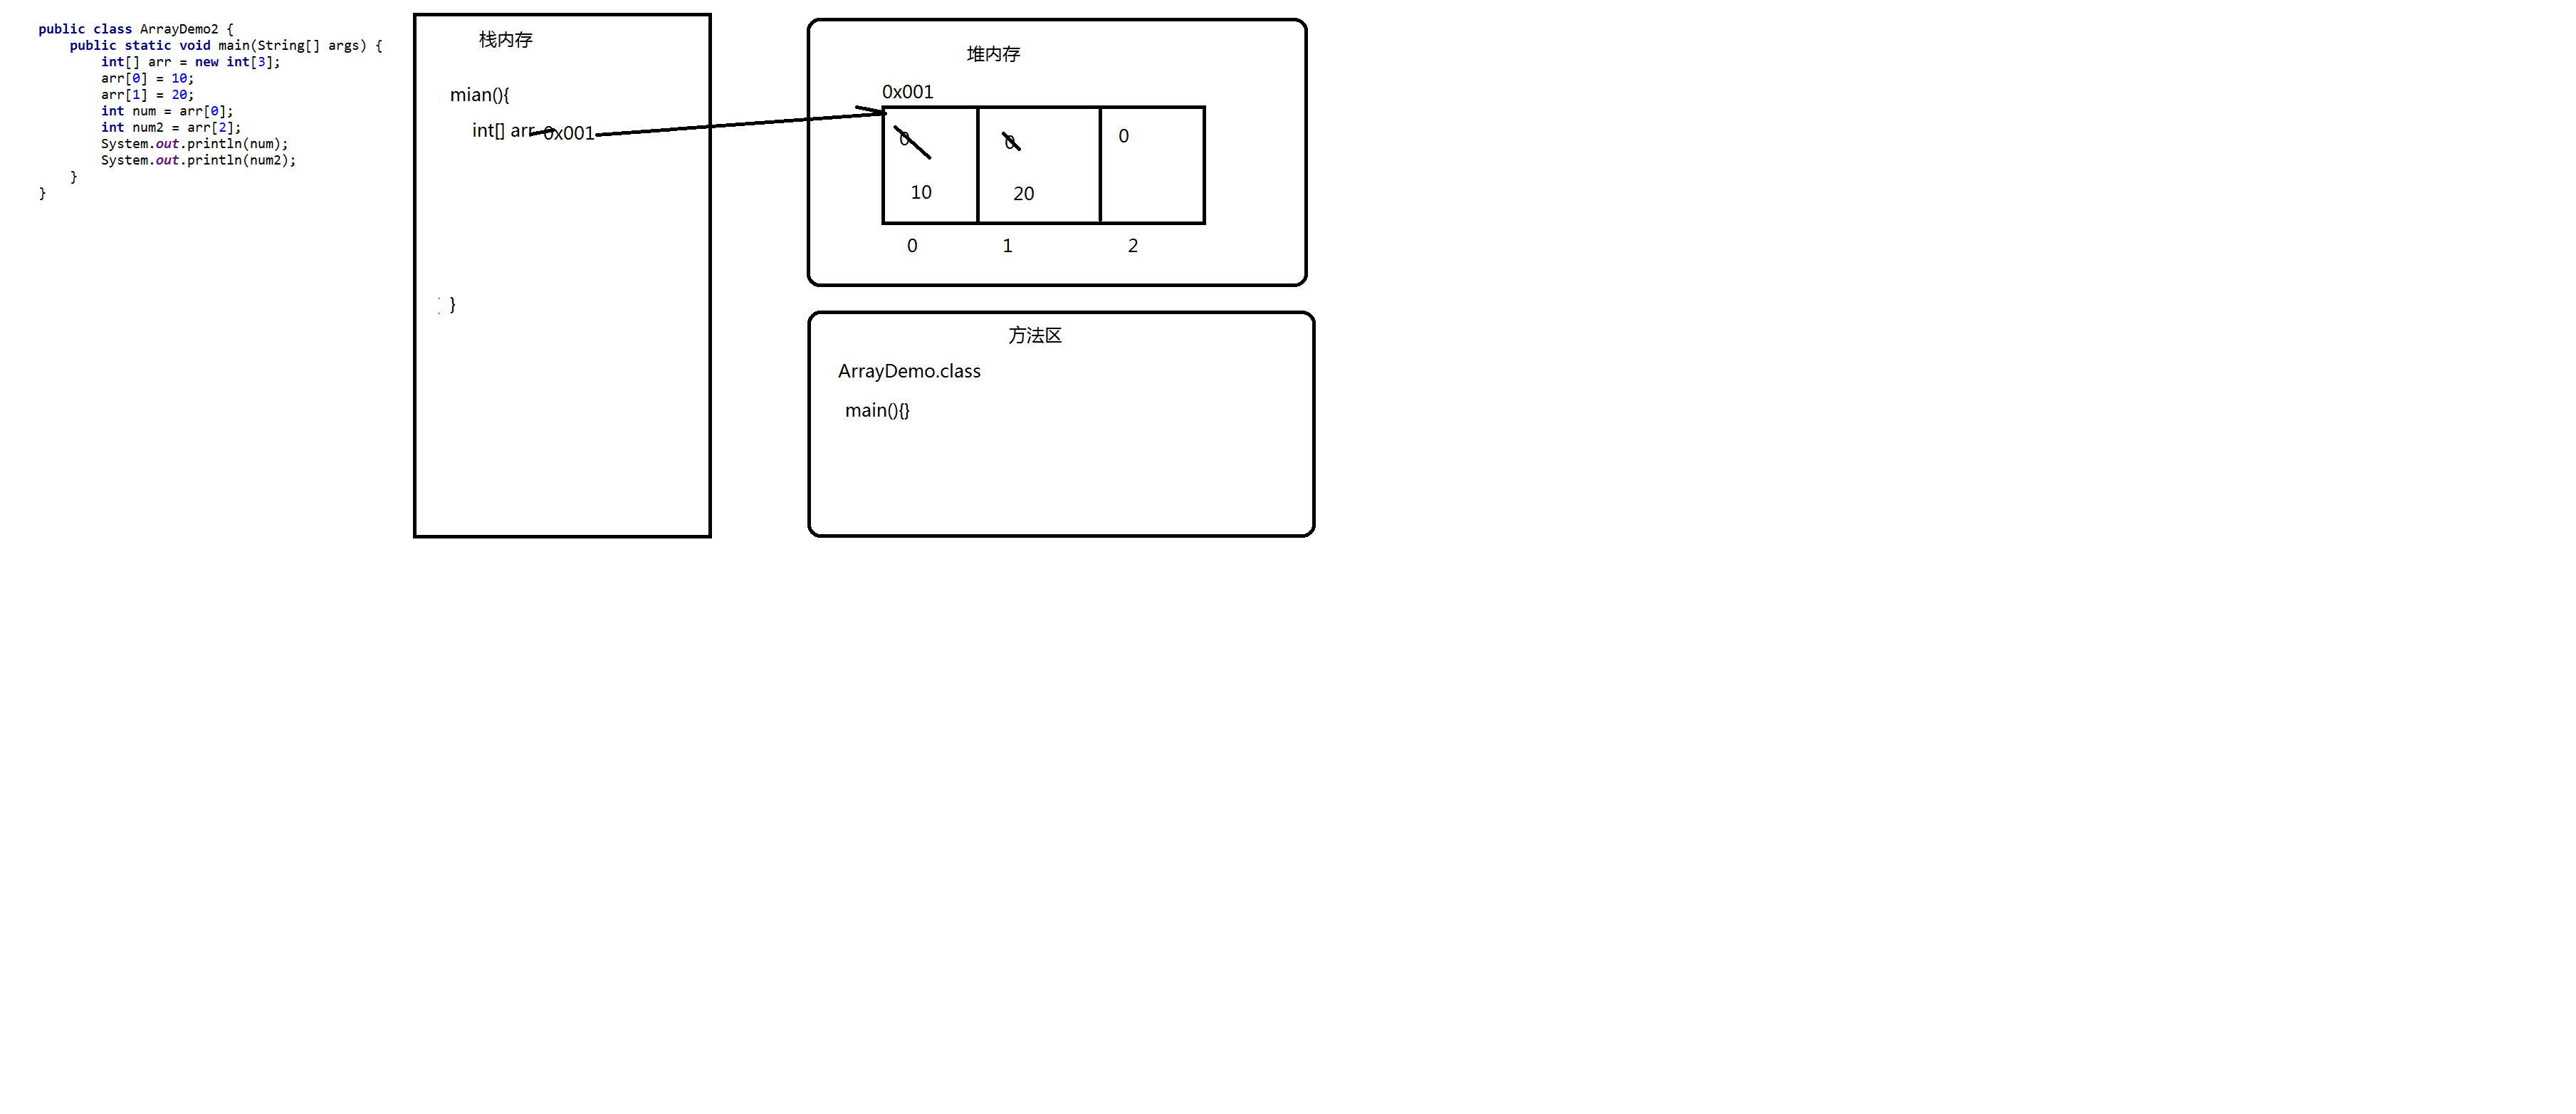 public class ArrayDemo2 {
    public static void main(String[] args) {
        int[] arr = new int[3];
        arr[0] = 10;
        arr[1] = 20;
        int num = arr[0];
        int num2 = arr[2];
        System.out.println(num);
        System.out.println(num2);
    }
}
栈内存
mian(){
int[] arr 0x001
}
堆内存
0x001
0 0 0
10 20
0 1 2
方法区
ArrayDemo.class
main(){}